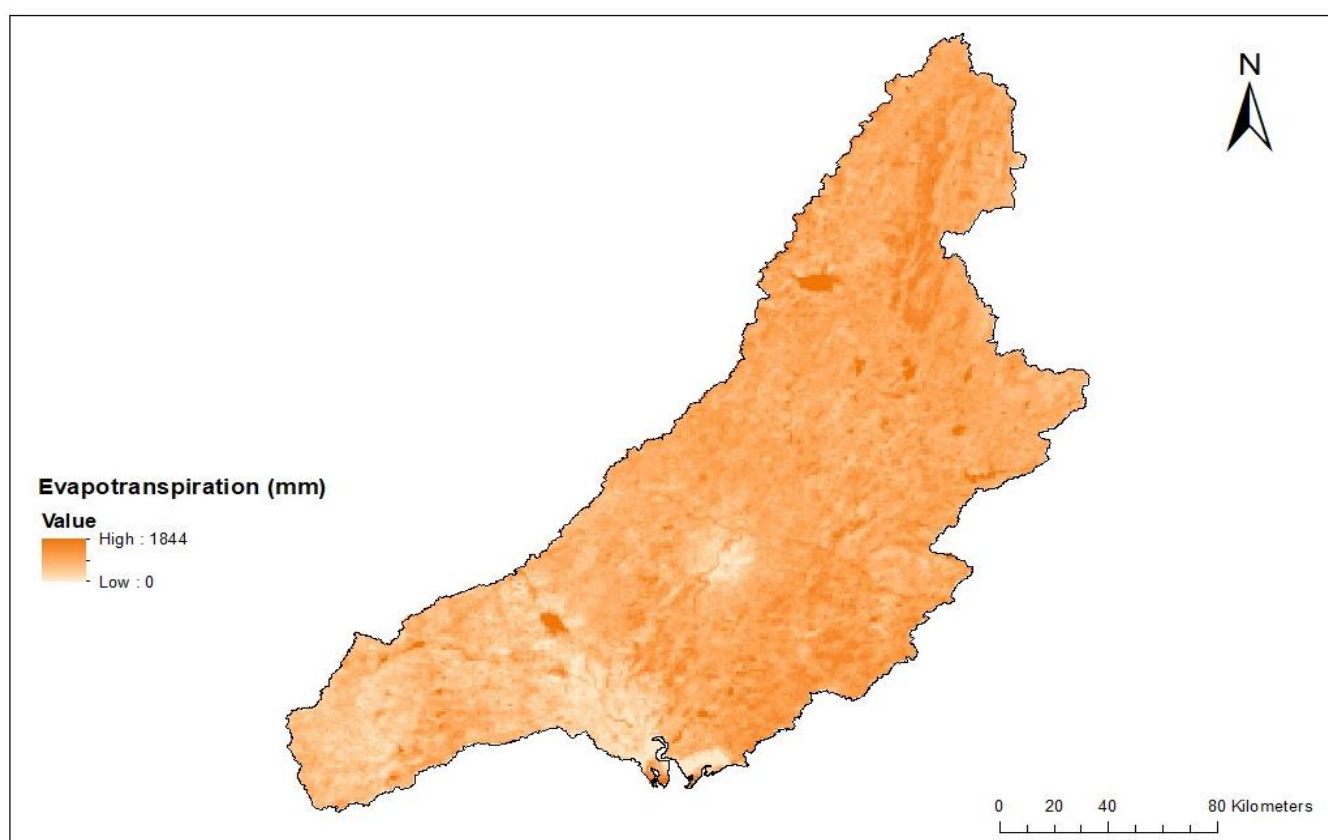 N
Evapotranspiration (mm)
Value
High : 1844
Low : 0
0 20 40 80 Kilometers